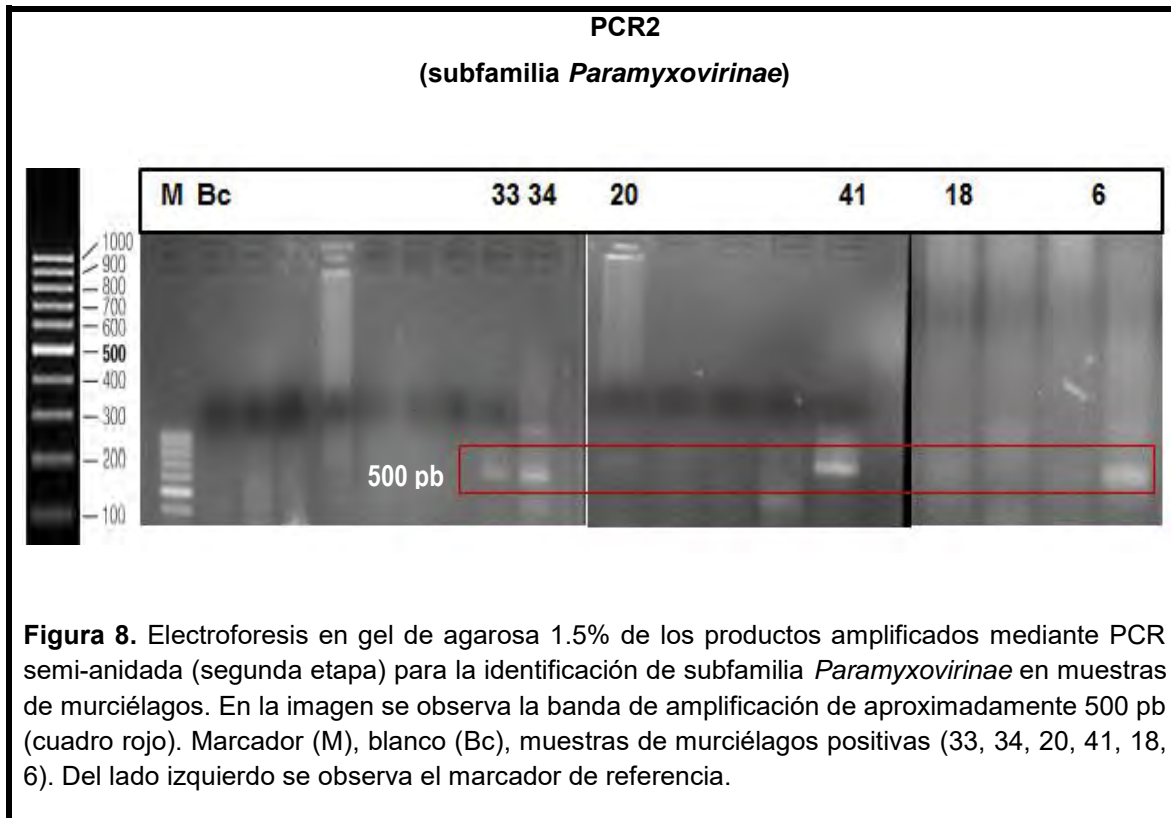 PCR2
(subfamilia Paramyxovirinae)
M Bc 33 34 20 41 18 6
1000
900
800
700
600
500
400
300
200
100
500 pb
Figura 8. Electroforesis en gel de agarosa 1.5% de los productos amplificados mediante PCR
semi-anidada (segunda etapa) para la identificación de subfamilia Paramyxovirinae en muestras
de murciélagos. En la imagen se observa la banda de amplificación de aproximadamente 500 pb
(cuadro rojo). Marcador (M), blanco (Bc), muestras de murciélagos positivas (33, 34, 20, 41, 18,
6). Del lado izquierdo se observa el marcador de referencia.